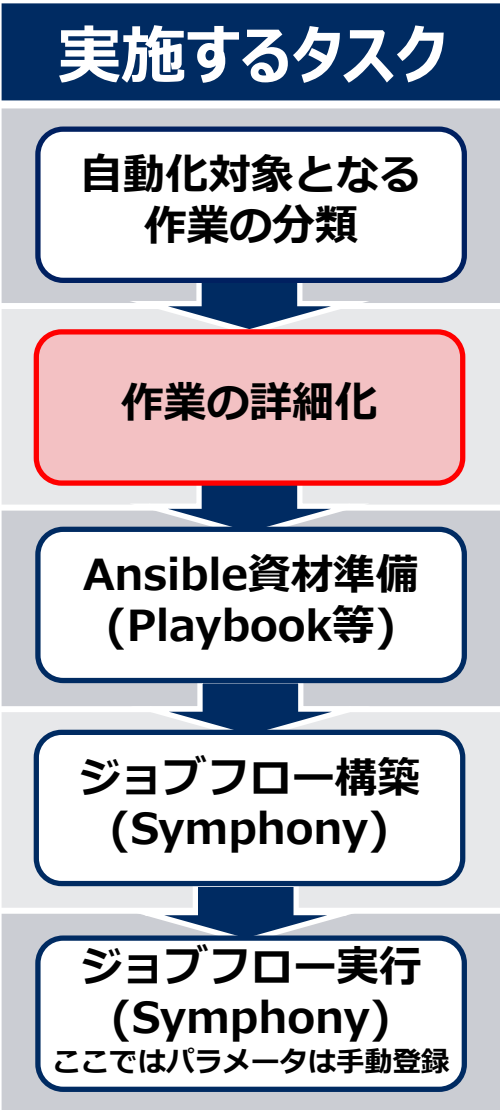 実施するタスク
自動化対象となる
作業の分類
作業の詳細化
Ansible資材準備
(Playbook等)
ジョブフロー構築
(Symphony)
ジョブフロー実行
(Symphony)
ここではパラメータは手動登録